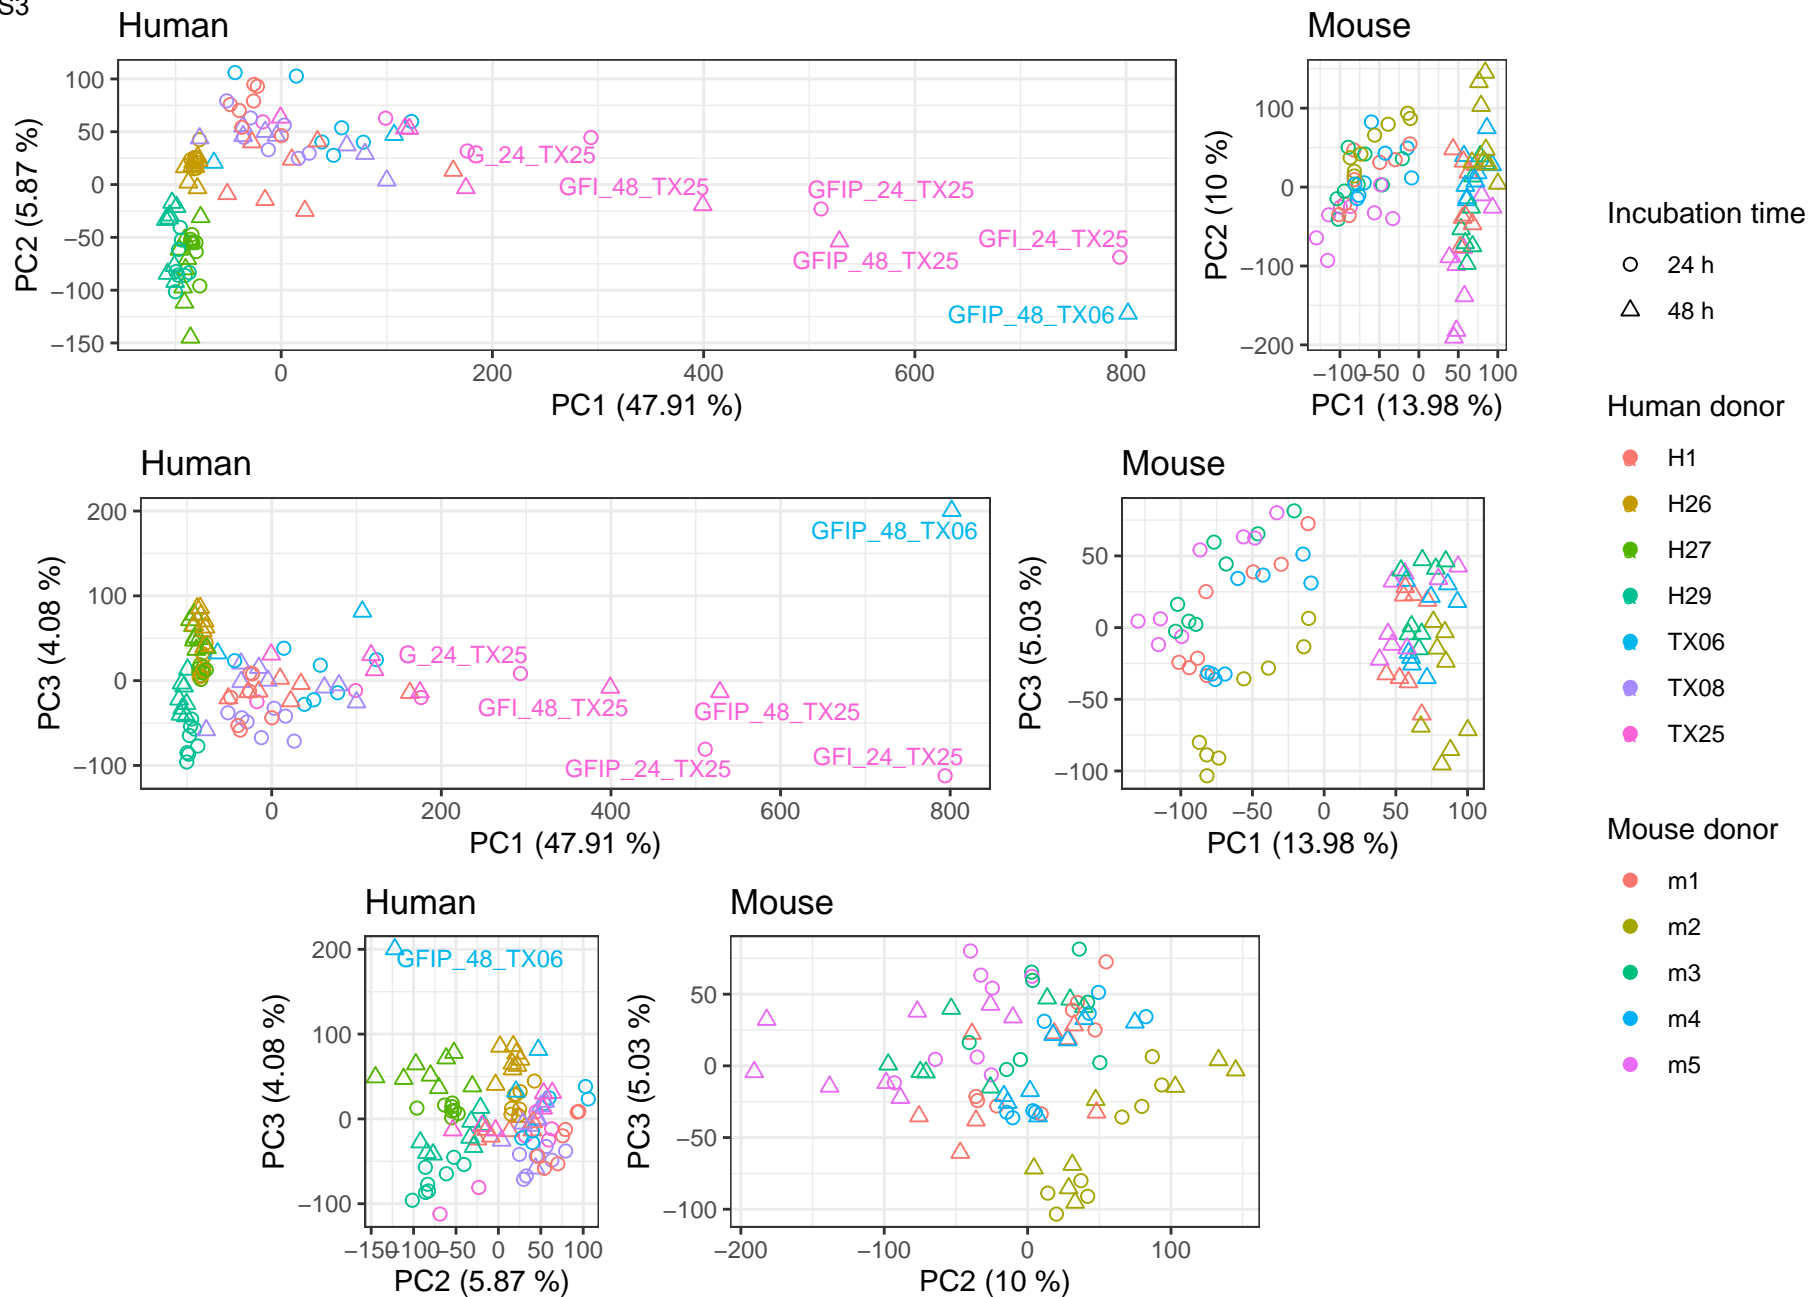 S3
Human
Mouse
100
50
0
−50
−100
−150
PC2 (5.87 %)
G_24_TX25
GFI_48_TX25
GFIP_24_TX25
GFI_24_TX25
GFIP_48_TX25
GFIP_48_TX06
0
200
400
600
800
PC1 (47.91 %)
100
0
−100
−200
PC2 (10 %)
−100
−50
0
50
100
PC1 (13.98 %)
Incubation time
24 h
48 h
Human donor
H1
H26
H27
H29
TX06
TX08
TX25
Mouse donor
m1
m2
m3
m4
m5
Human
Mouse
200
100
0
−100
PC3 (4.08 %)
GFIP_48_TX06
G_24_TX25
GFI_48_TX25
GFIP_48_TX25
GFI_24_TX25
GFIP_24_TX25
0
200
400
600
800
PC1 (47.91 %)
50
0
−50
−100
PC3 (5.03 %)
−100
−50
0
50
100
PC1 (13.98 %)
Human
Mouse
200
100
0
−100
PC3 (4.08 %)
GFIP_48_TX06
−150
−100
−50
0
50
100
PC2 (5.87 %)
50
0
−50
−100
PC3 (5.03 %)
−200
−100
0
100
PC2 (10 %)